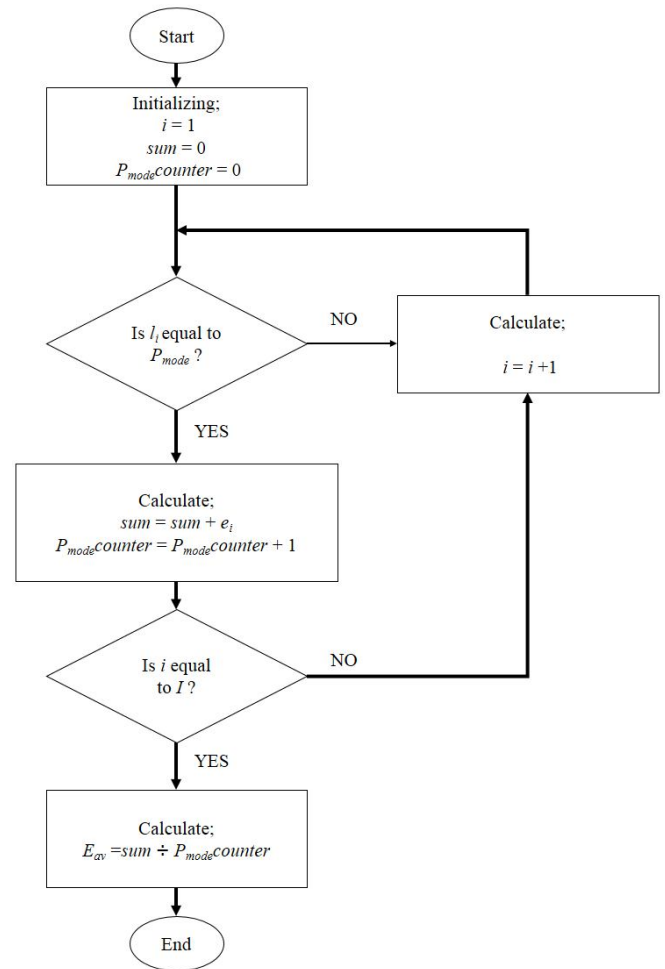 Start
Initializing;
i = 1
sum = 0
Pmodecounter = 0
Is li equal to
Pmode ?
NO
Calculate;
i = i +1
YES
Calculate;
sum = sum + ei
Pmodecounter = Pmodecounter + 1
Is i equal
to I ?
NO
YES
Calculate;
Eav =sum ÷ Pmodecounter
End